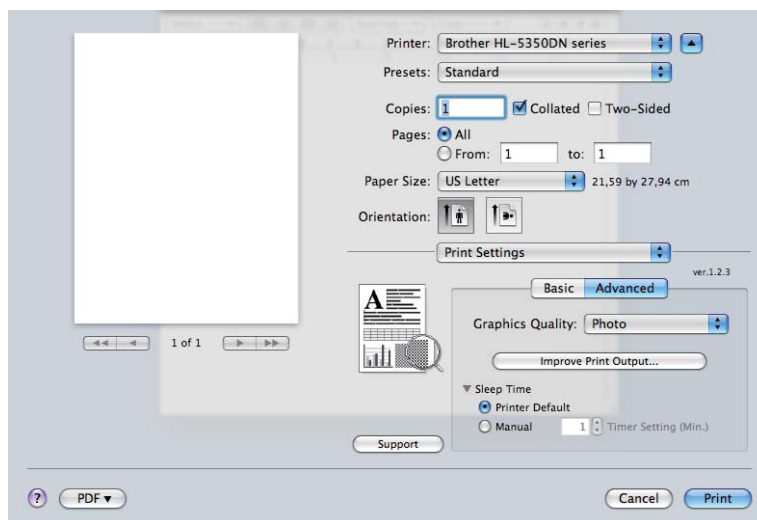 Printer: Brother HL-5350DN series
Presets: Standard
Copies: 1 Collated Two-Sided
Pages: All
From: 1 to: 1
Paper Size: US Letter 21,59 by 27,94 cm
Orientation:
Print Settings
ver.1.2.3
Basic Advanced
A
Graphics Quality: Photo
1 of 1
Improve Print Output...
Sleep Time
Printer Default
Manual 1 Timer Setting (Min.)
Support
? PDF ▾ Cancel Print